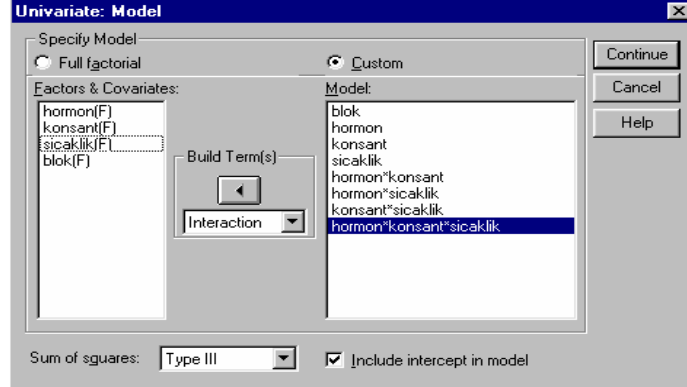 Univariate: Model
Specify Model
Full factorial
Custom
Continue
Cancel
Help
Factors & Covariates:
hormon(F)
konsant(F)
sicaklik(F)
blok(F)
Build Term(s)
Interaction
Model:
blok
hormon
konsant
sicaklik
hormon*konsant
hormon*sicaklik
konsant*sicaklik
hormon*konsant*sicaklik
Sum of squares:
Type III
Include intercept in model